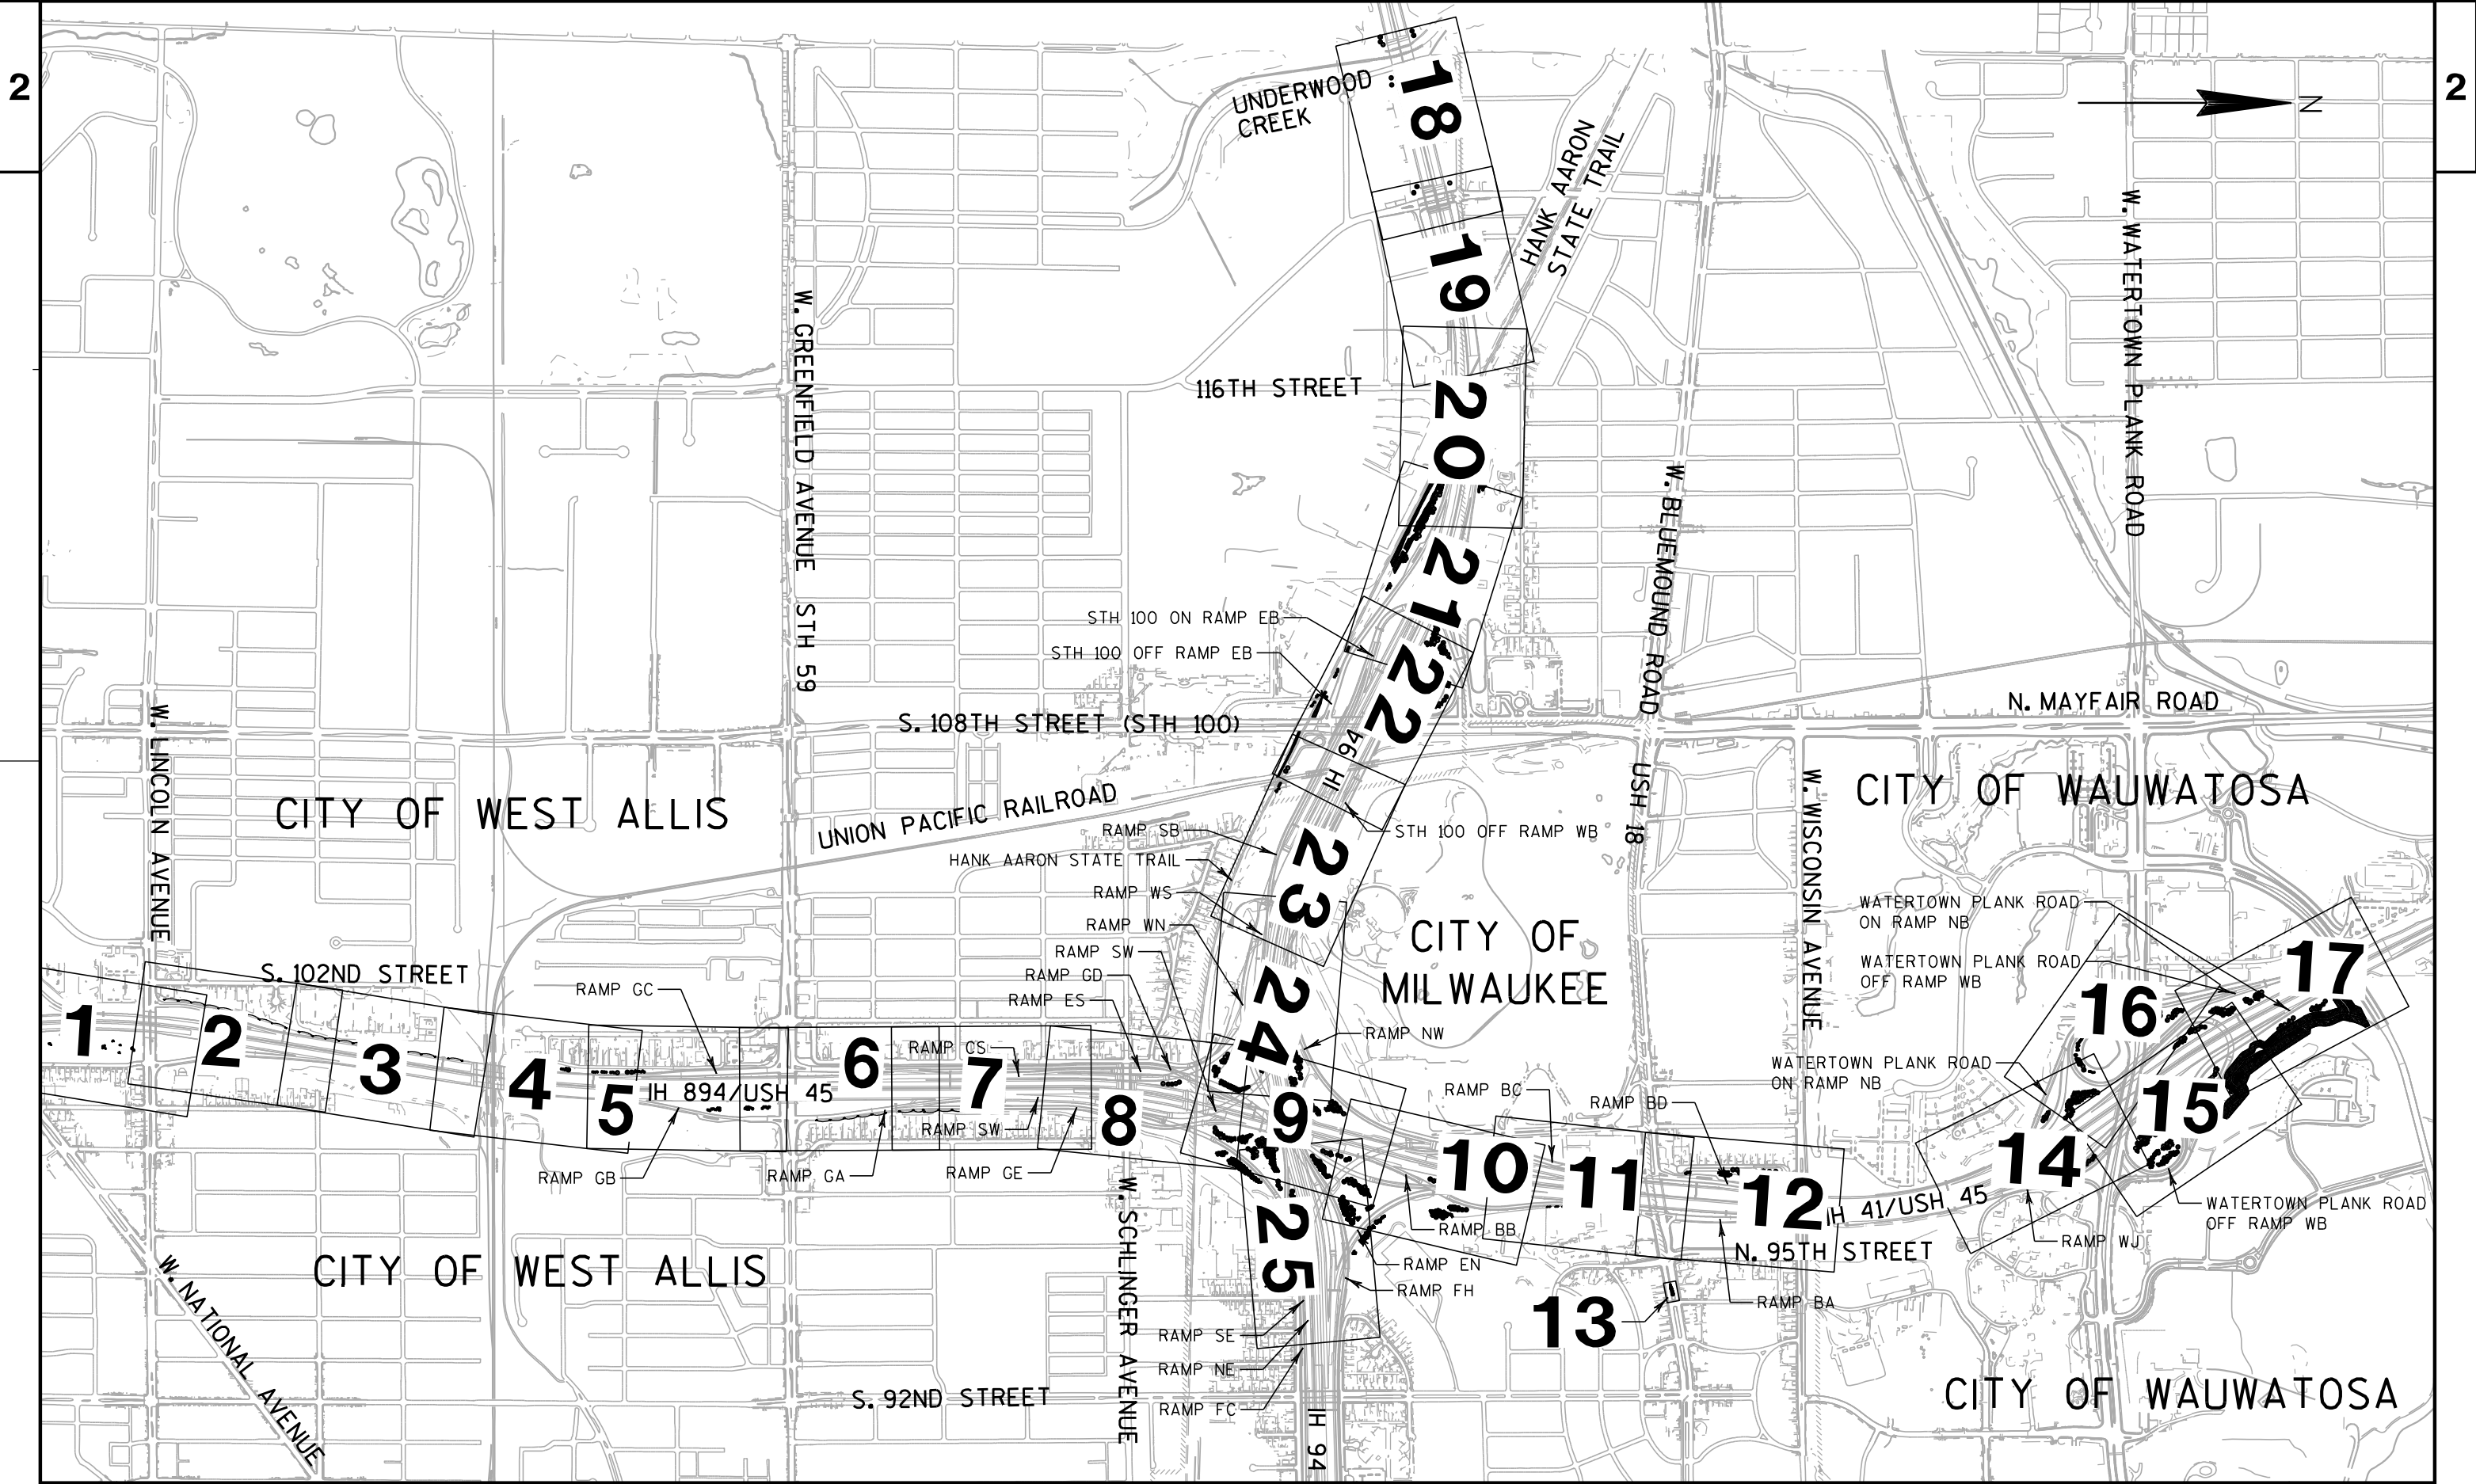 2
2
N
UNDERWOOD
CREEK
18
HANK AARON
STATE TRAIL
19
W. WATERTOWN PLANK ROAD
W. GREENFIELD AVENUE STH 59
116TH STREET
20
W. BLUEMOUND ROAD
USH 18
21
STH 100 ON RAMP EB
STH 100 OFF RAMP EB
22
S. 108TH STREET (STH 100)
N. MAYFAIR ROAD
IH 94
W. LINCOLN AVENUE
CITY OF WEST ALLIS
UNION PACIFIC RAILROAD
CITY OF WAUWATOSA
W. WISCONSIN AVENUE
RAMP SB
STH 100 OFF RAMP WB
HANK AARON STATE TRAIL
23
RAMP WS
RAMP WN
RAMP SW
RAMP GD
RAMP ES
CITY OF
MILWAUKEE
WATERTOWN PLANK ROAD
ON RAMP NB
WATERTOWN PLANK ROAD
OFF RAMP WB
17
16
S. 102ND STREET
RAMP GC
24
RAMP NW
1
2
3
4
5
IH 894/USH 45
6
RAMP CS
7
8
9
WATERTOWN PLANK ROAD
ON RAMP NB
15
RAMP BC
RAMP BD
RAMP SW
RAMP GB
RAMP GA
RAMP GE
10
11
12
14
IH 41/USH 45
WATERTOWN PLANK ROAD
OFF RAMP WB
RAMP WJ
RAMP BB
25
N. 95TH STREET
W. SCHLINGER AVENUE
W. NATIONAL AVENUE
CITY OF WEST ALLIS
RAMP EN
RAMP FH
13
RAMP BA
RAMP SE
RAMP NE
RAMP FC
S. 92ND STREET
IH 94
CITY OF WAUWATOSA